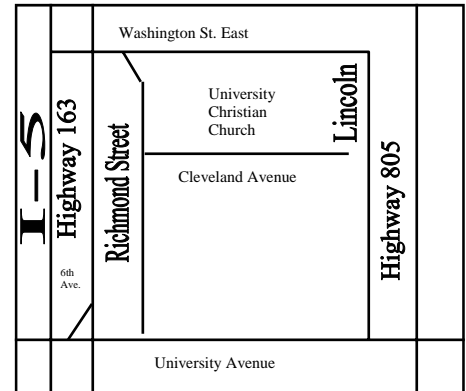 Washington St. East
I-5
Highway 163
Richmond Street
University
Christian
Church
Lincoln
Cleveland Avenue
Highway 805
6th
Ave.
University Avenue